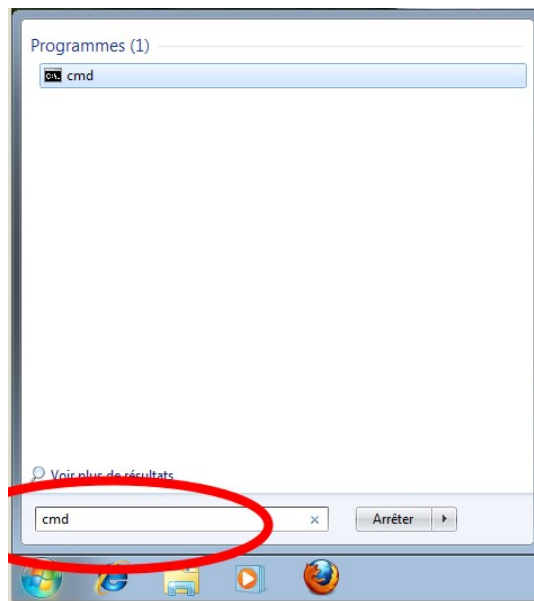 Programmes (1)
cmd
Voir plus de résultats
cmd
Arrêter